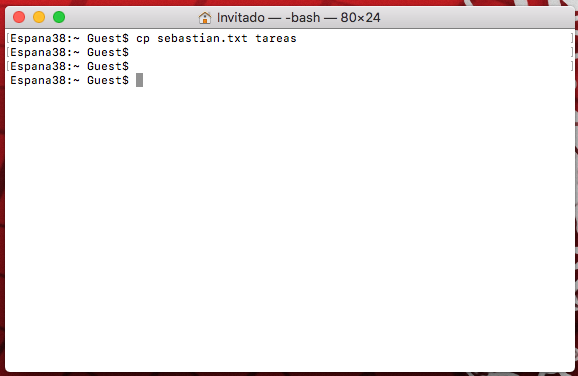 Invitado — -bash — 80×24
[Espana38:~ Guest$ cp sebastian.txt tareas ]
[Espana38:~ Guest$ ]
[Espana38:~ Guest$ ]
Espana38:~ Guest$